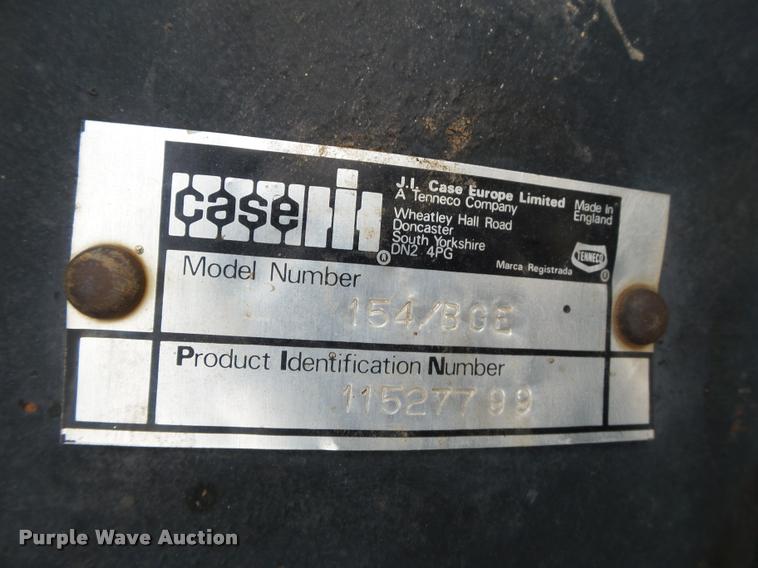 case IH
J.I. Case Europe Limited
A Tenneco Company
Wheatley Hall Road
Doncaster
South Yorkshire
DN2 4PG
Made In
England
Marca Registrada
TENNECO
®
®
Model Number
154/BGE
Product Identification Number
11527799
Purple Wave Auction